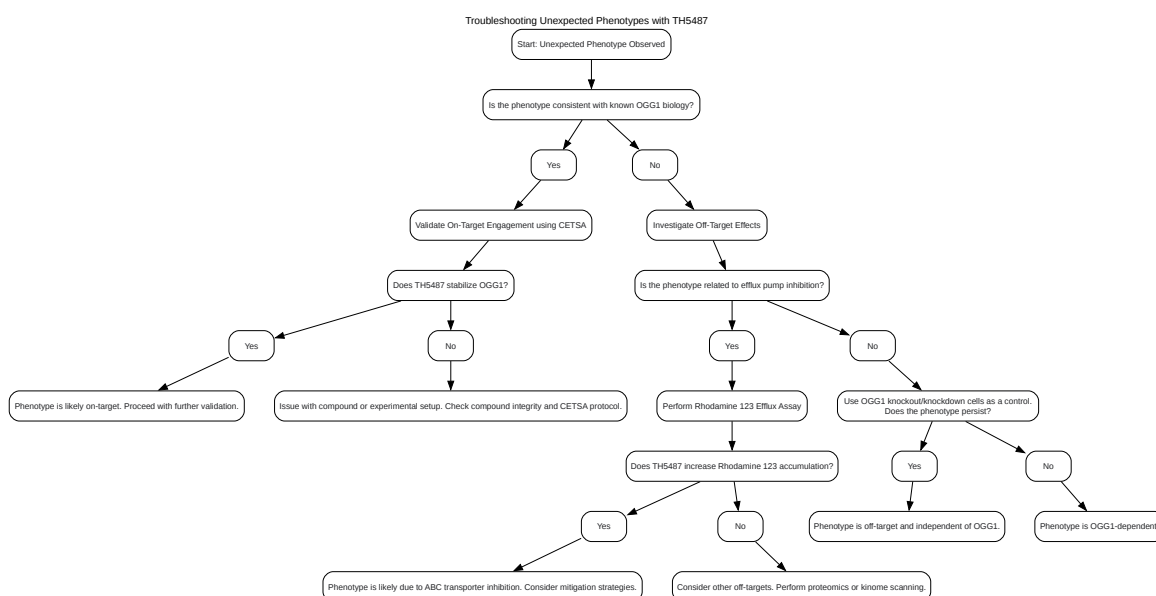 Troubleshooting Unexpected Phenotypes with TH5487
Start: Unexpected Phenotype Observed
Is the phenotype consistent with known OGG1 biology?
Yes
No
Validate On-Target Engagement using CETSA
Investigate Off-Target Effects
Does TH5487 stabilize OGG1?
Is the phenotype related to efflux pump inhibition?
Yes
No
Yes
No
Phenotype is likely on-target. Proceed with further validation.
Issue with compound or experimental setup. Check compound integrity and CETSA protocol.
Perform Rhodamine 123 Efflux Assay
Use OGG1 knockout/knockdown cells as a control.
Does the phenotype persist?
Does TH5487 increase Rhodamine 123 accumulation?
Yes
No
Yes
No
Phenotype is off-target and independent of OGG1.
Phenotype is OGG1-dependent
Phenotype is likely due to ABC transporter inhibition. Consider mitigation strategies.
Consider other off-targets. Perform proteomics or kinome scanning.